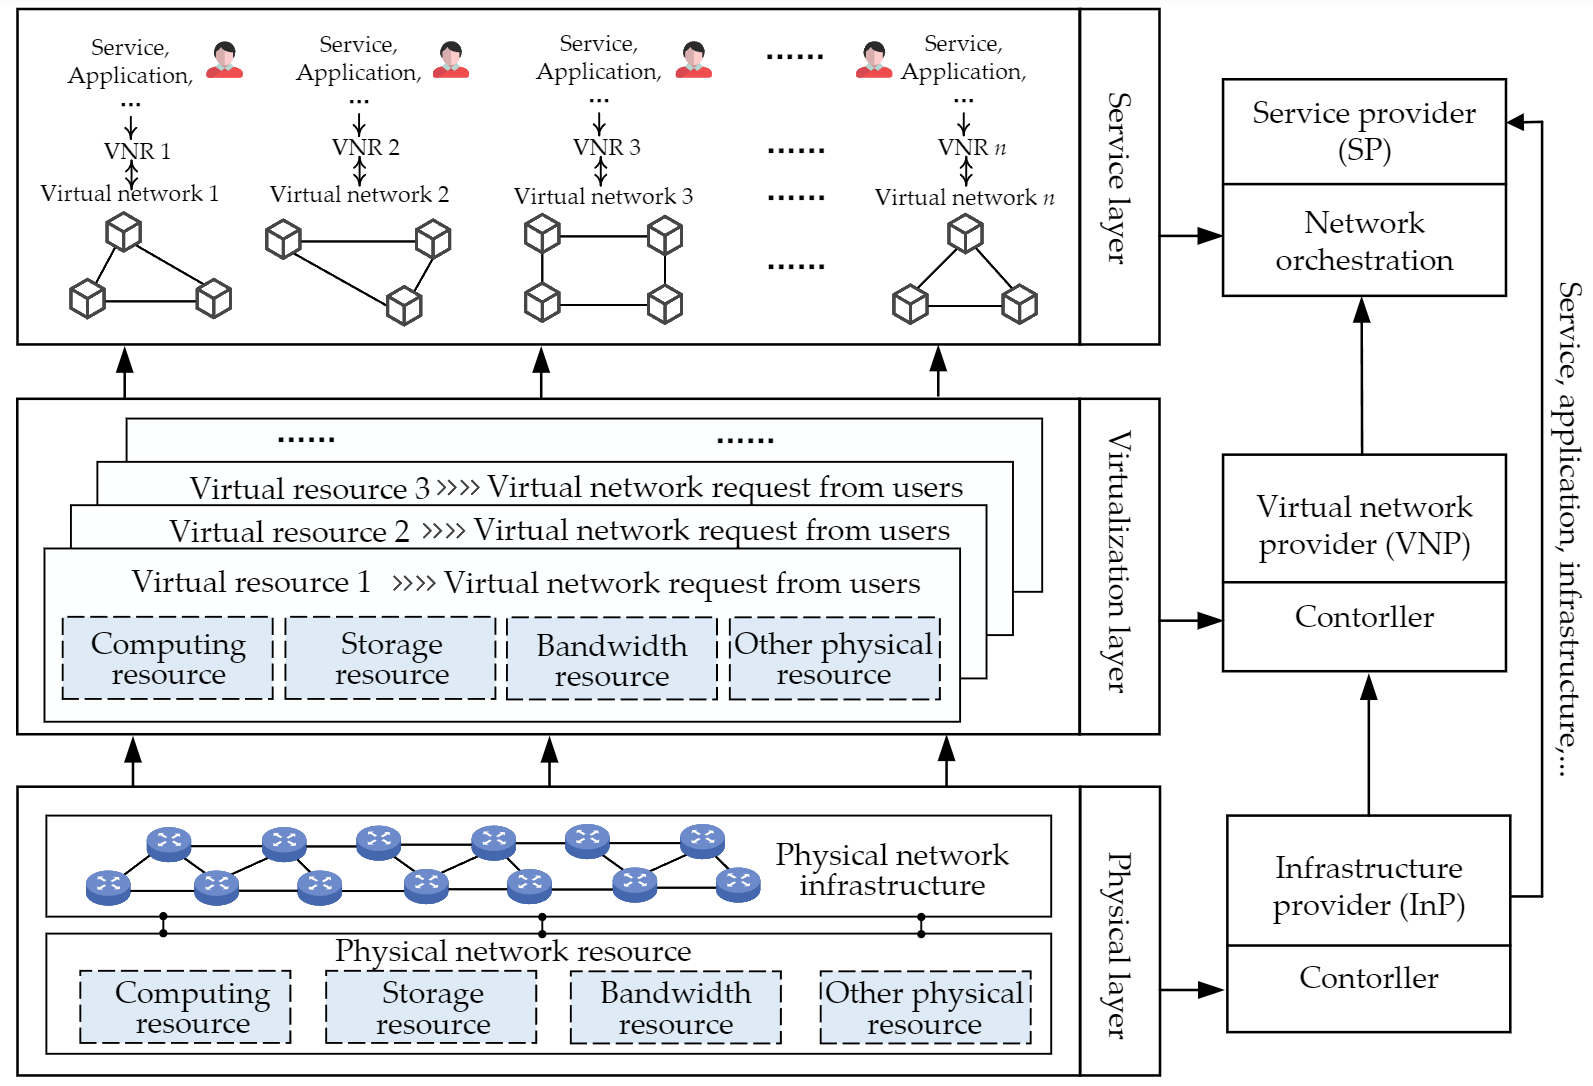 Service,
Application,
...
VNR 1
Virtual network 1
Service,
Application,
...
VNR 2
Virtual network 2
Service,
Application,
...
VNR 3
Virtual network 3
......
......
......
......
Service,
Application,
...
VNR n
Virtual network n
Service layer
Service provider
(SP)
Network
orchestration
......
......
Virtual resource 3 »» Virtual network request from users
Virtual resource 2 »» Virtual network request from users
Virtual resource 1 »» Virtual network request from users
Computing
resource
Storage
resource
Bandwidth
resource
Other physical
resource
Virtualization layer
Virtual network
provider (VNP)
Contorller
Service, application, infrastructure,...
Physical network
infrastructure
Physical network resource
Computing
resource
Storage
resource
Bandwidth
resource
Other physical
resource
Physical layer
Infrastructure
provider (InP)
Contorller